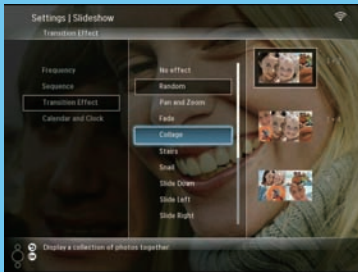 Settings | Slideshow
Transition Effect
Frequency
Sequence
Transition Effect
Calendar and Clock
No effect
Random
Pan and Zoom
Fade
Collage
Stairs
Snail
Slide Down
Slide Left
Slide Right
Display a collection of photos together.